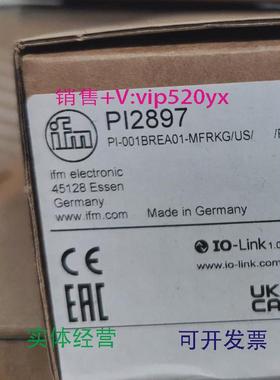 销售+V:vip520yx
ifm
PI2897
PI-001BREA01-MFRKG/US/ /
ifm electronic
45128 Essen
Germany
www.ifm.com
Made in Germany
CE
IO-Link 1.
www.io-link.
EAC
UK
CA
实体经营
可开发票